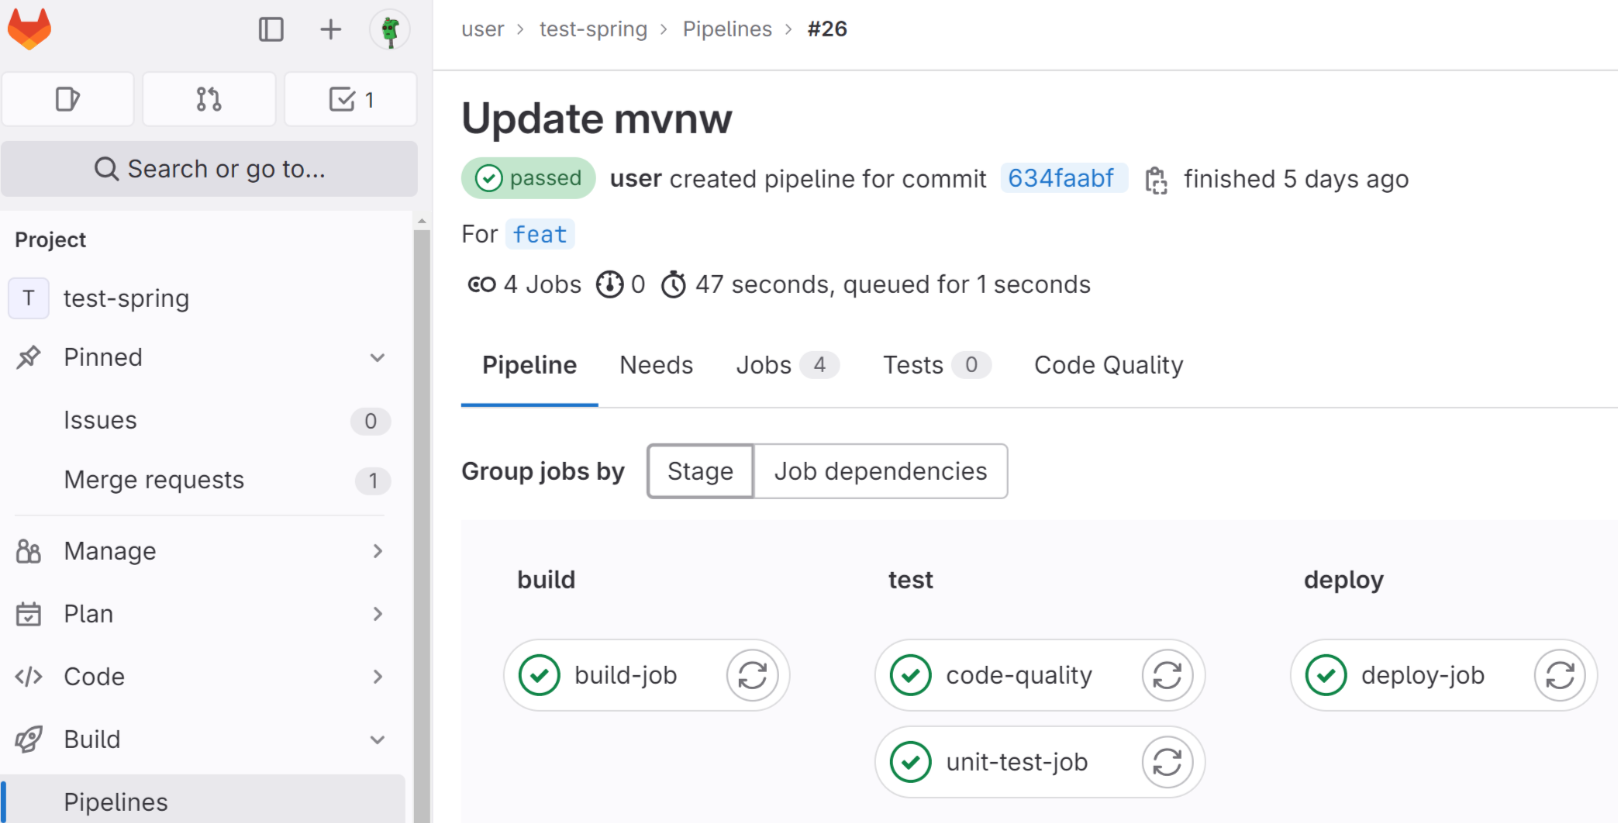 user > test-spring > Pipelines > #26
1
Search or go to...
Project
T test-spring
Pinned
Issues 0
Merge requests 1
Manage
Plan
Code
Build
Pipelines
Update mvnw
passed user created pipeline for commit 634faabf finished 5 days ago
For feat
4 Jobs 0 47 seconds, queued for 1 seconds
Pipeline Needs Jobs 4 Tests 0 Code Quality
Group jobs by Stage Job dependencies
build test deploy
build-job code-quality deploy-job
unit-test-job